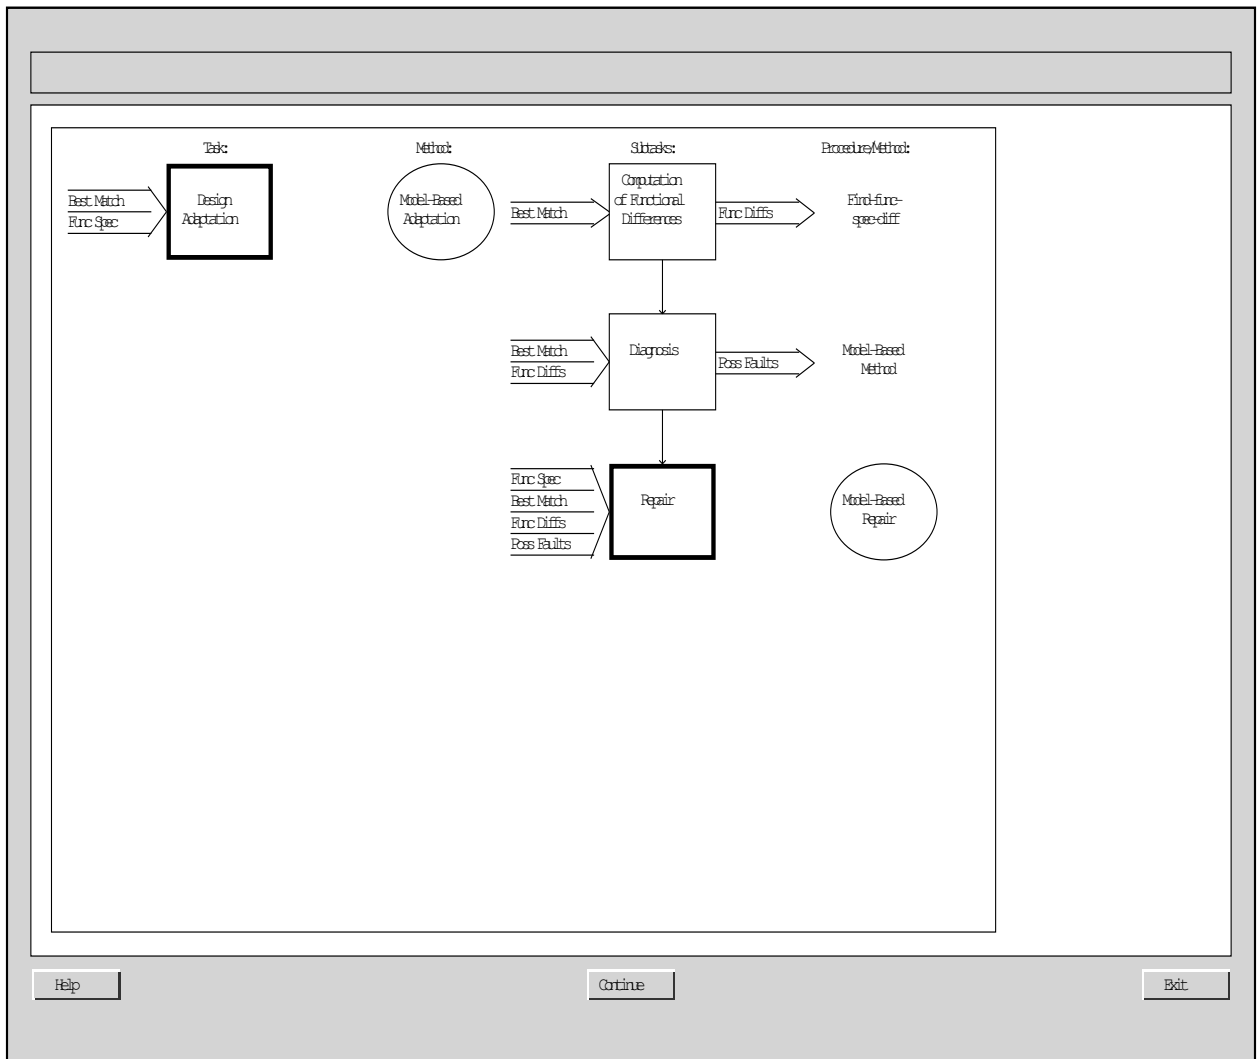 Task:
Method:
Subtasks:
Procedure/Method:
Best Match
Func Spec
Design
Adaptation
Model-Based
Adaptation
Best Match
Computation
of Functional
Differences
Func Diffs
Find-func-
spec-diff
Best Match
Func Diffs
Diagnosis
Poss Faults
Model-Based
Method
Func Spec
Best Match
Func Diffs
Poss Faults
Repair
Model-Based
Repair
Help
Continue
Exit